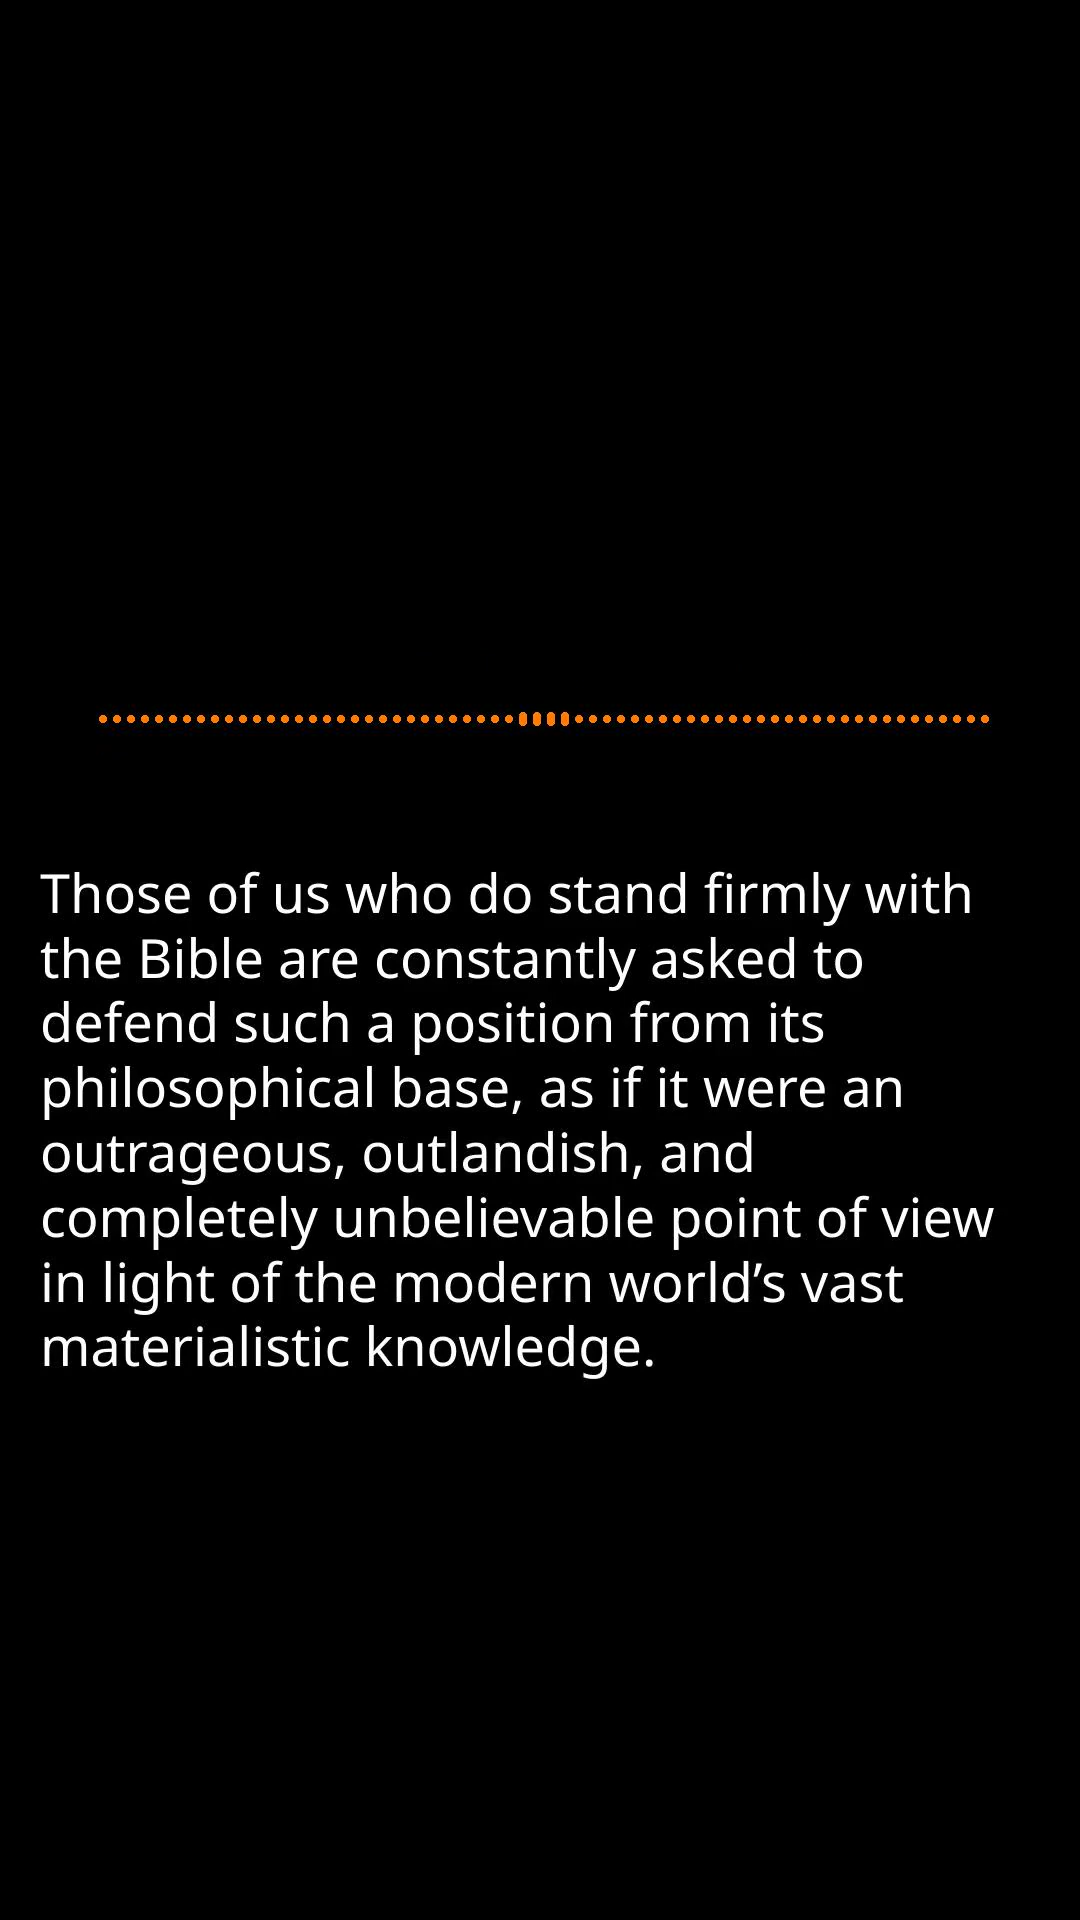 Those of us who do stand firmly with
the Bible are constantly asked to
defend such a position from its
philosophical base, as if it were an
outrageous, outlandish, and
completely unbelievable point of view
in light of the modern world’s vast
materialistic knowledge.